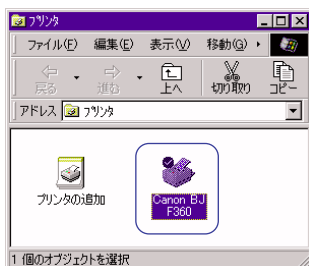 プリンタ
ファイル(F) 編集(E) 表示(V) 移動(G)
戻る 進む 上へ 切り取り コピー
アドレス プリンタ
プリンタの追加
Canon BJ
F360
1 個のオブジェクトを選択